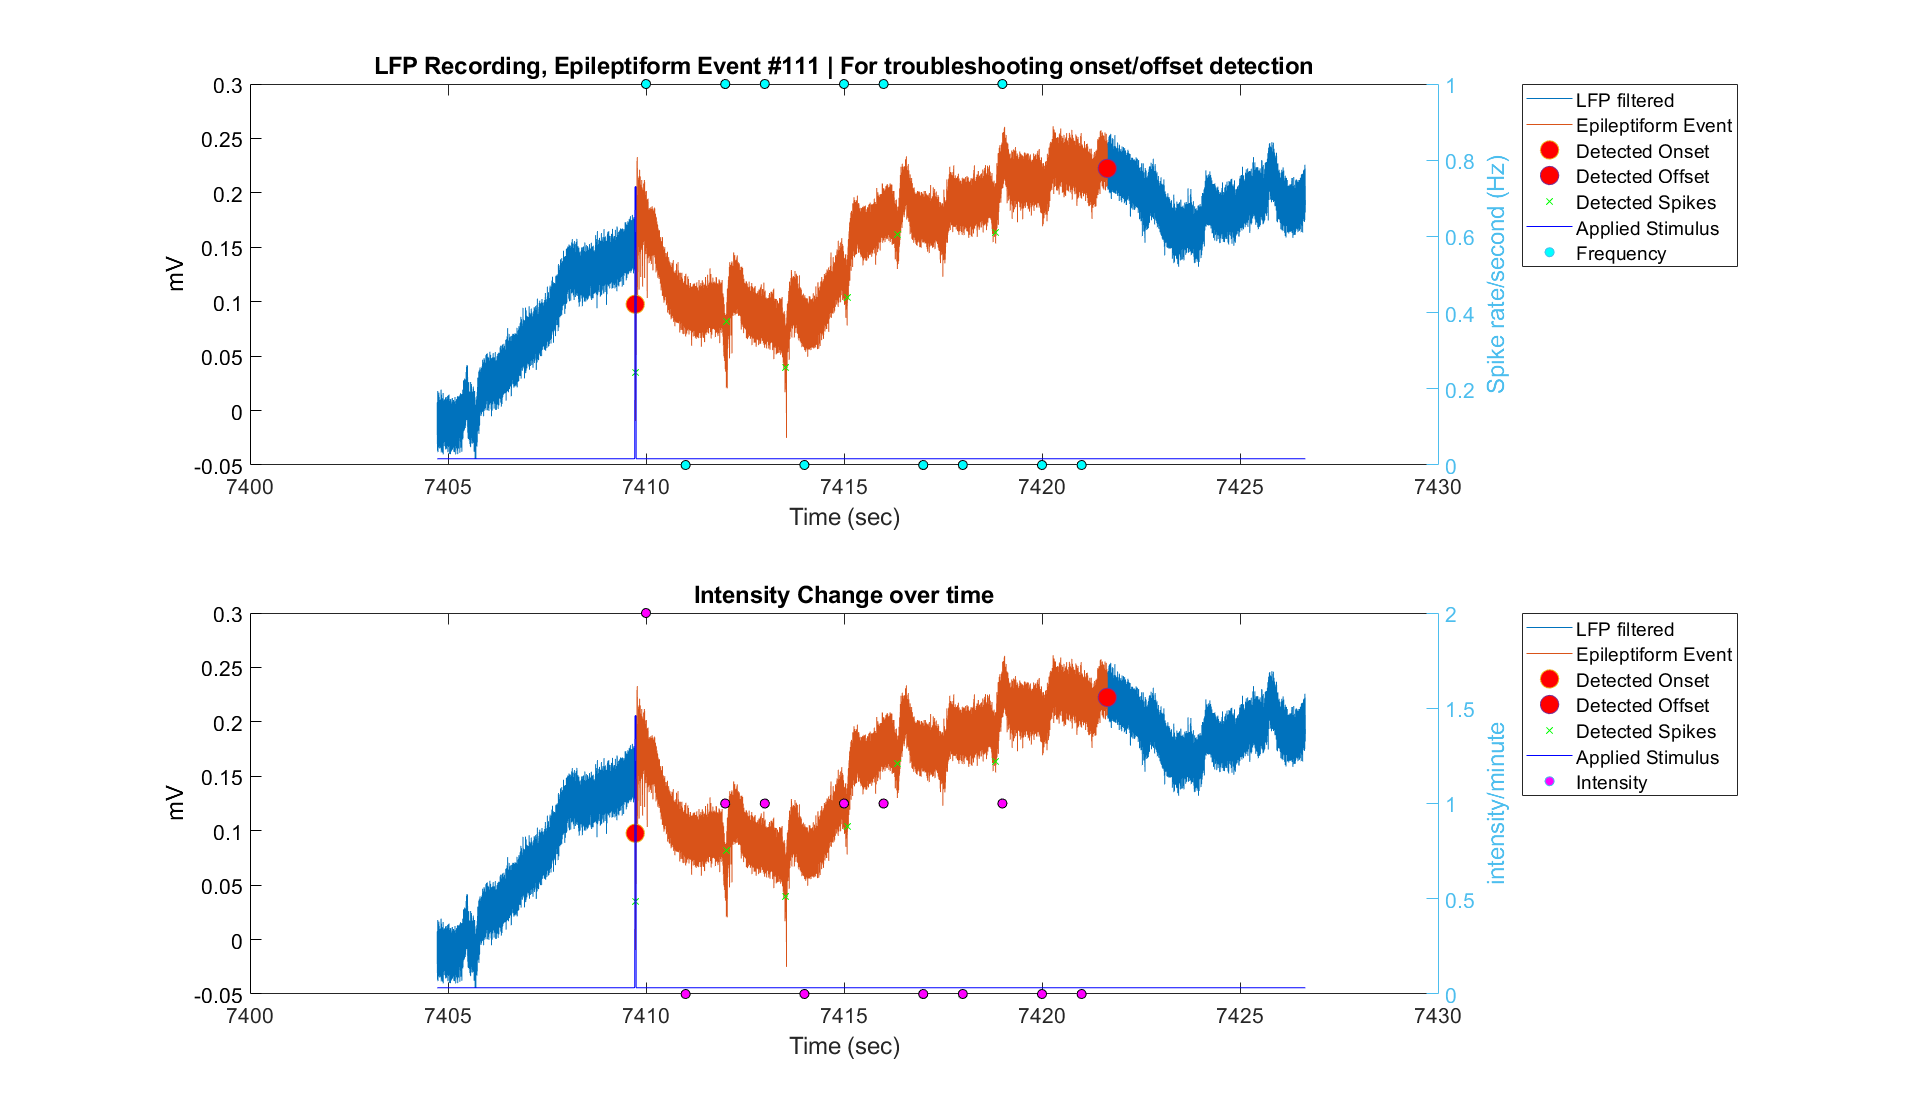 LFP Recording, Epileptiform Event #111 | For troubleshooting onset/offset detection
0.3
0.25
0.2
0.15
0.1
0.05
0
-0.05
mV
7400 7405 7410 7415 7420 7425 7430
Time (sec)
1
0.8
0.6
0.4
0.2
0
Spike rate/second (Hz)
LFP filtered
Epileptiform Event
Detected Onset
Detected Offset
Detected Spikes
Applied Stimulus
Frequency
Intensity Change over time
0.3
0.25
0.2
0.15
0.1
0.05
0
-0.05
mV
7400 7405 7410 7415 7420 7425 7430
Time (sec)
2
1.5
1
0.5
0
intensity/minute
LFP filtered
Epileptiform Event
Detected Onset
Detected Offset
Detected Spikes
Applied Stimulus
Intensity